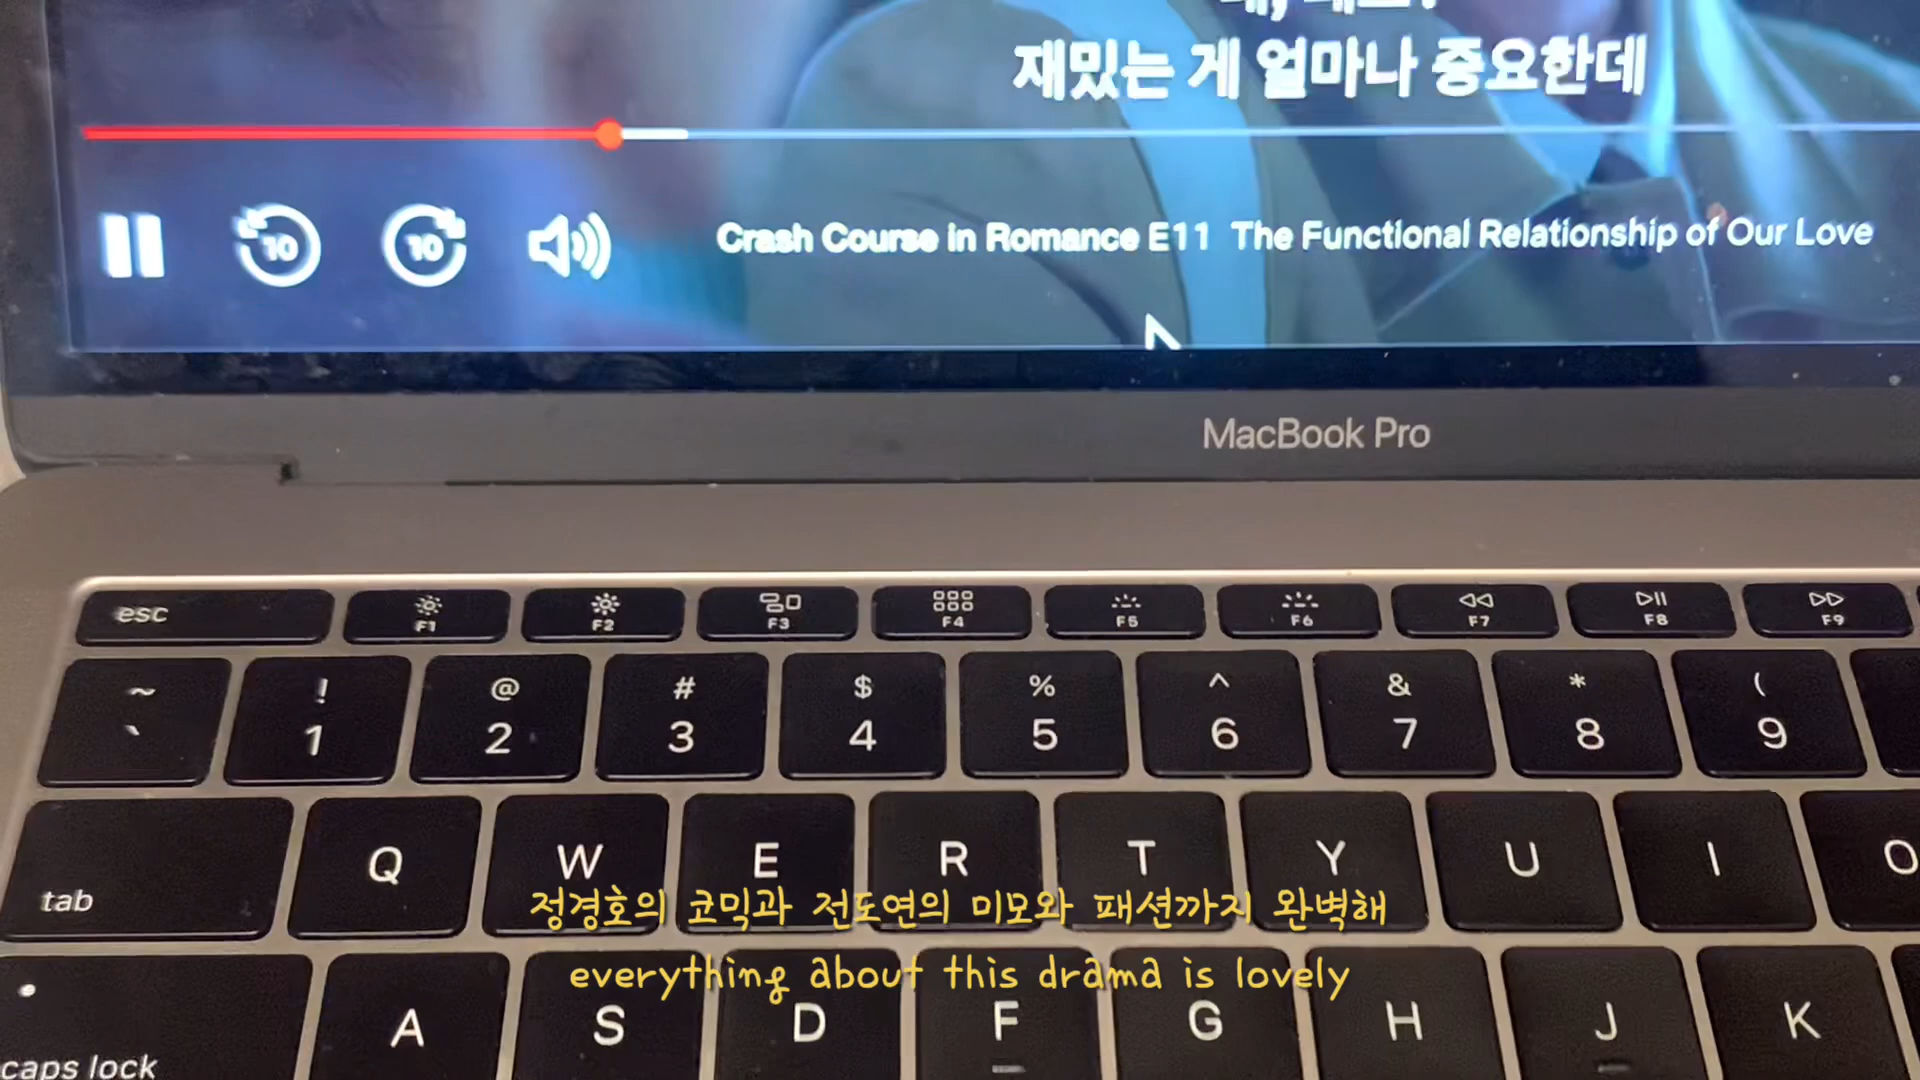 재밌는 게 얼마나 중요한데
10 10 Crash Course in Romance E11 The Functional Relationship of Our Love
MacBook Pro
esc F1 F2 F3 F4 F5 F6 F7 F8 F9
~ ! @ # $ % ^ & * (
` 1 2 3 4 5 6 7 8 9
tab Q W E R T Y U I O
정경호의 코믹과 전도연의 미모와 패션까지 완벽해
everything about this drama is lovely
caps lock A S D F G H J K